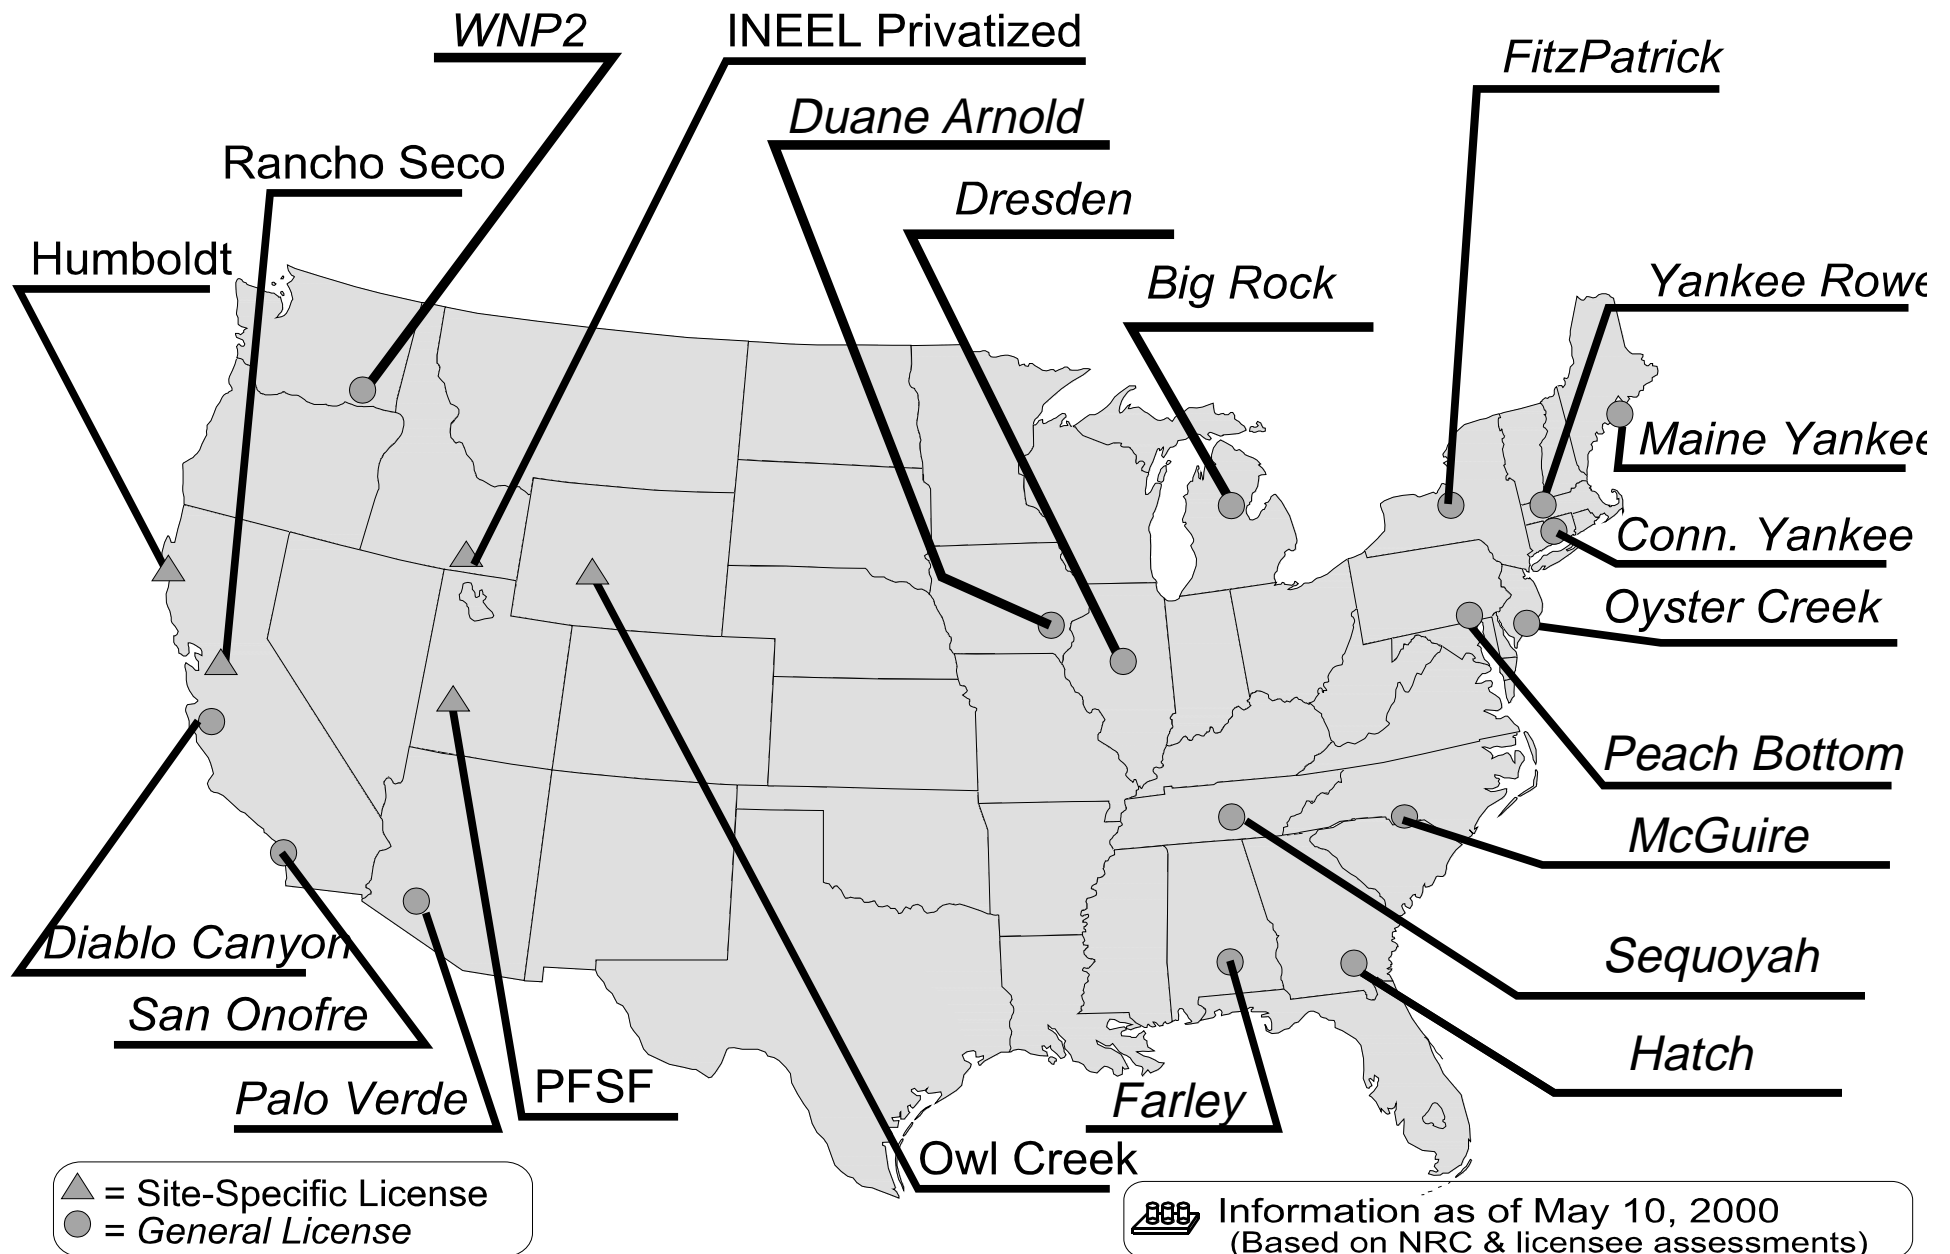 WNP2
INEEL Privatized
FitzPatrick
Duane Arnold
Rancho Seco
Dresden
Humboldt
Big Rock
Yankee Rowe
Maine Yankee
Conn. Yankee
Oyster Creek
Peach Bottom
McGuire
Diablo Canyon
Sequoyah
San Onofre
Hatch
PFSF
Palo Verde
Farley
Owl Creek
= Site-Specific License
= General License
Information as of May 10, 2000
(Based on NRC & licensee assessments)